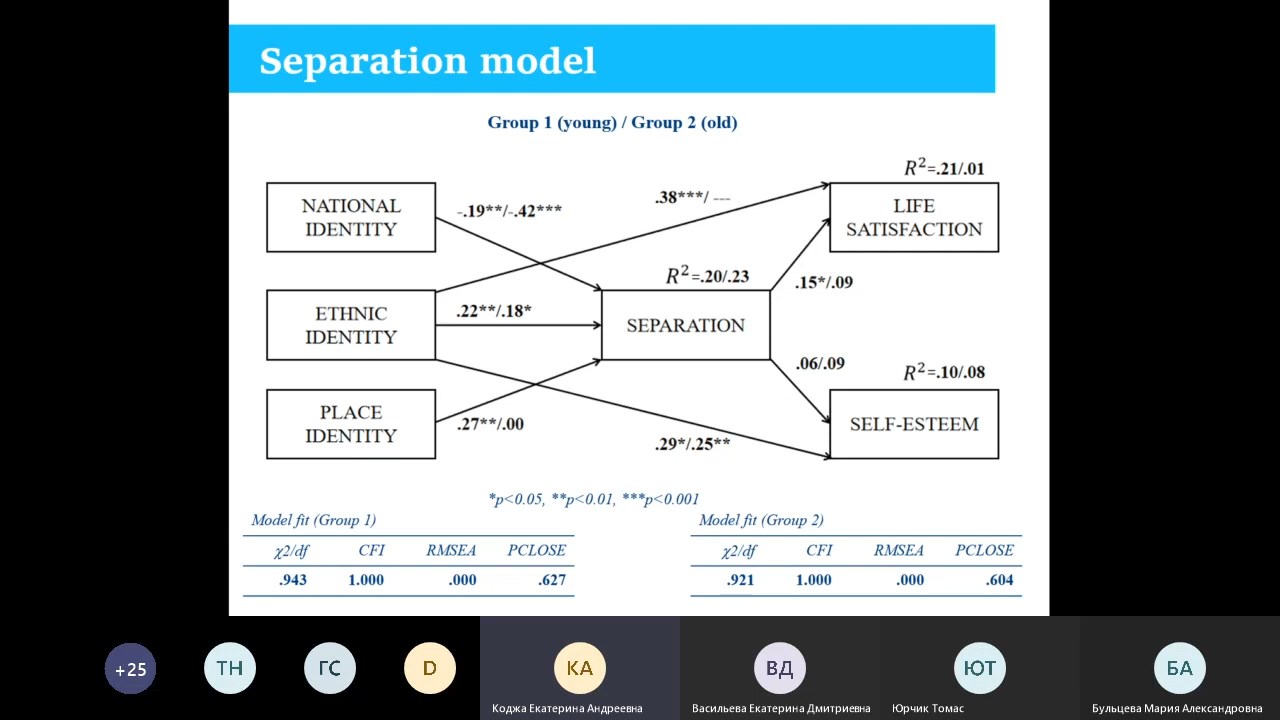 Separation model
Group 1 (young) / Group 2 (old)
R²=.21/.01
NATIONAL
IDENTITY
-.19**/-.42***
.38***/ ---
LIFE
SATISFACTION
R²=.20/.23
.15*/.09
ETHNIC
IDENTITY
.22**/.18*
SEPARATION
.06/.09
R²=.10/.08
PLACE
IDENTITY
.27**/.00
.29*/.25**
SELF-ESTEEM
*p<0.05, **p<0.01, ***p<0.001
Model fit (Group 1)
χ2/df CFI RMSEA PCLOSE
.943 1.000 .000 .627
Model fit (Group 2)
χ2/df CFI RMSEA PCLOSE
.921 1.000 .000 .604
+25
ТН
ГС
D
КА
ВД
ЮТ
БА
Коджа Екатерина Андреевна
Васильева Екатерина Дмитриевна
Юрчик Томас
Бульцева Мария Александровна